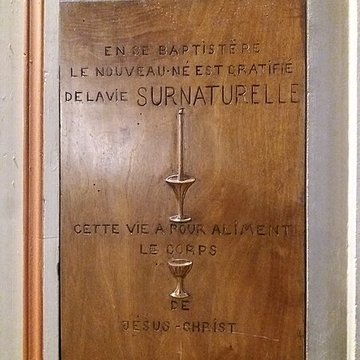 EN CE BAPTISTÈRE
LE NOUVEAU-NÉ EST GRATIFIÉ
DE LA VIE SURNATURELLE
CETTE VIE A POUR ALIMENT
LE CORPS
DE
JÉSUS-CHRIST